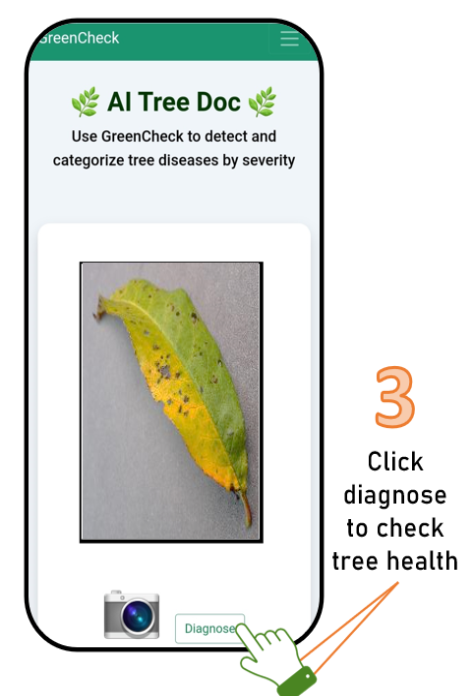 GreenCheck
🌿 AI Tree Doc 🌿
Use GreenCheck to detect and
categorize tree diseases by severity
Diagnose
3
Click
diagnose
to check
tree health